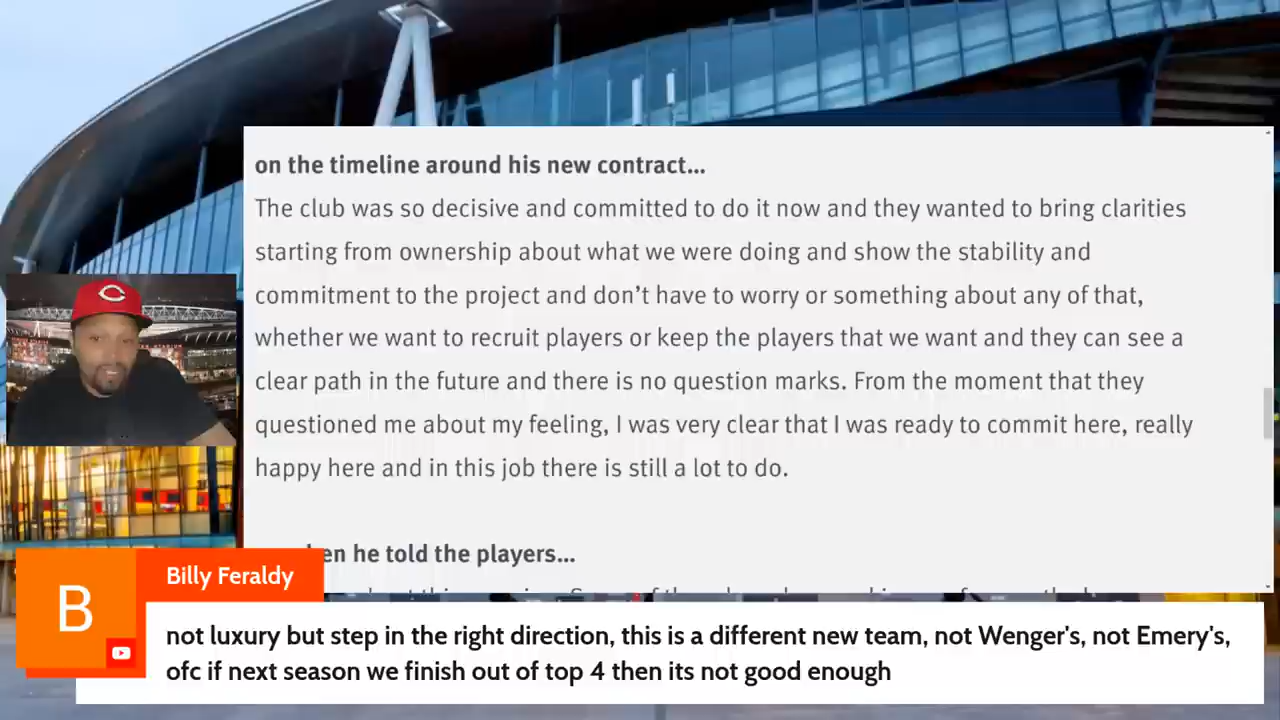 on the timeline around his new contract...
The club was so decisive and committed to do it now and they wanted to bring clarities
starting from ownership about what we were doing and show the stability and
commitment to the project and don't have to worry or something about any of that,
whether we want to recruit players or keep the players that we want and they can see a
clear path in the future and there is no question marks. From the moment that they
questioned me about my feeling, I was very clear that I was ready to commit here, really
happy here and in this job there is still a lot to do.
he told the players...
B
Billy Feraldy
not luxury but step in the right direction, this is a different new team, not Wenger's, not Emery's,
ofc if next season we finish out of top 4 then its not good enough